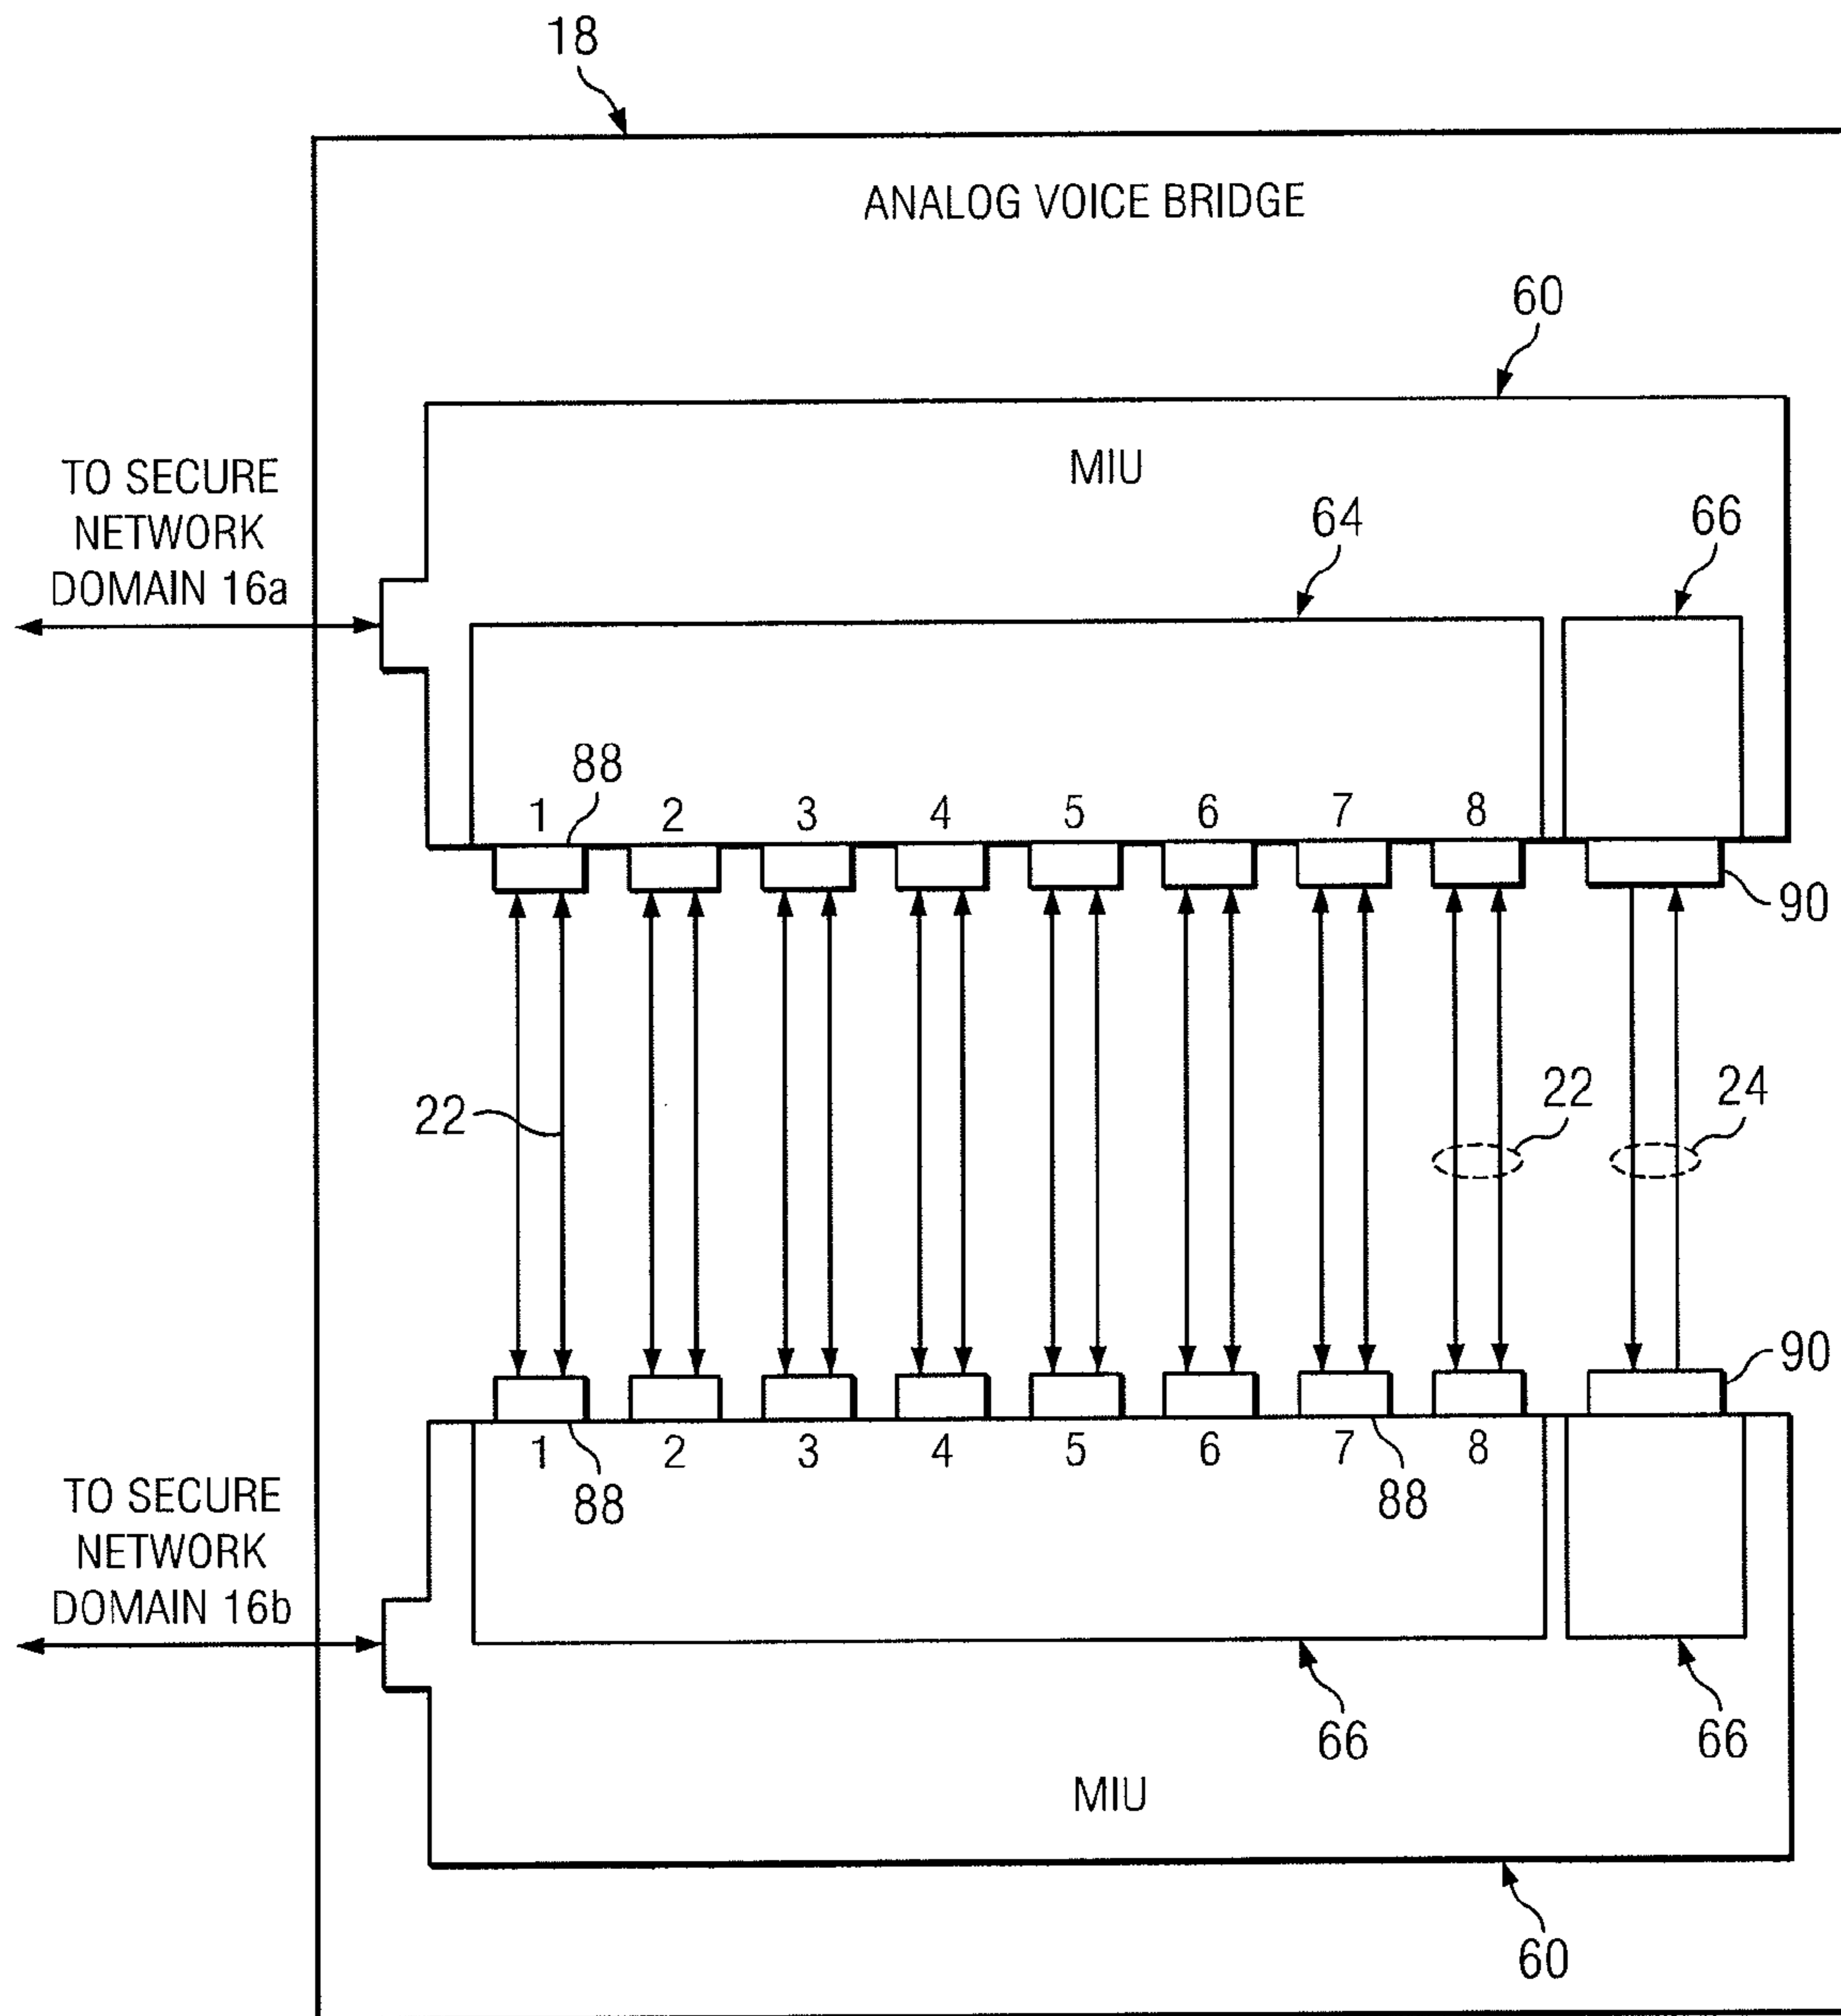 18
ANALOG VOICE BRIDGE
60
MIU
TO SECURE
NETWORK
DOMAIN 16a
64
66
88
1 2 3 4 5 6 7 8
90
22
22
24
90
1 2 3 4 5 6 7 8
88
88
TO SECURE
NETWORK
DOMAIN 16b
66
66
MIU
60